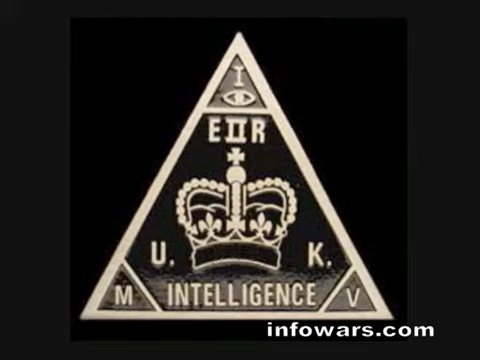 I
EIIR
U. K.
M INTELLIGENCE V
infowars.com